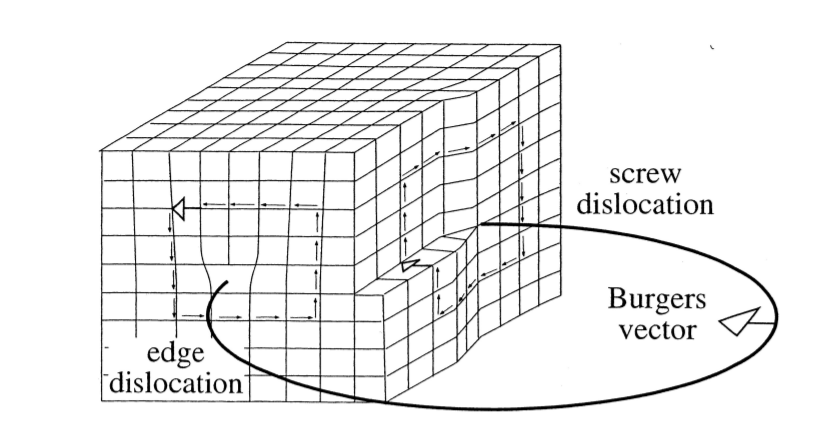 screw
dislocation
Burgers
vector
edge
dislocation